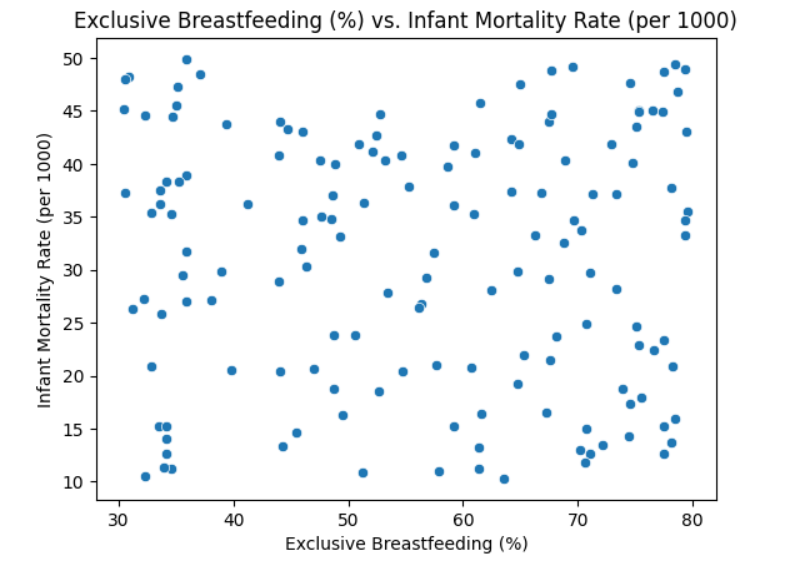 Exclusive Breastfeeding (%) vs. Infant Mortality Rate (per 1000)
Infant Mortality Rate (per 1000)
50
45
40
35
30
25
20
15
10
30 40 50 60 70 80
Exclusive Breastfeeding (%)